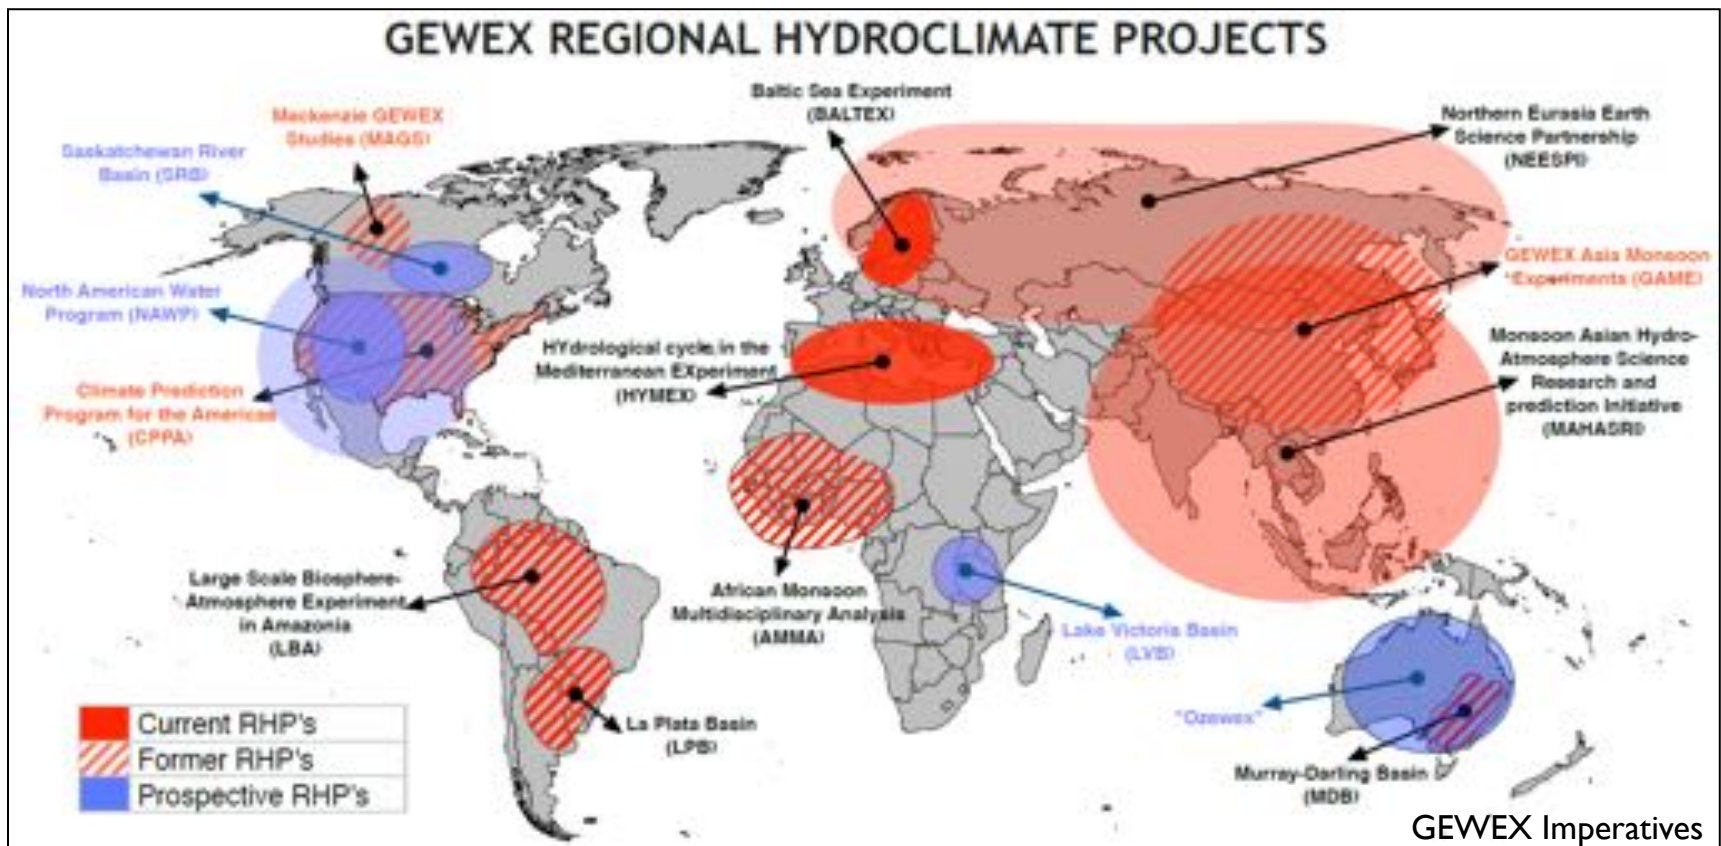 GEWEX REGIONAL HYDROCLIMATE PROJECTS
Baltic Sea Experiment
(BALTEX)
Mackenzie GEWEX
Studies (MAGS)
Northern Eurasia Earth
Science Partnership
(NEESPI)
Saskatchewan River
Basin (SRB)
GEWEX Asia Monsoon
Experiments (GAME)
North American Water
Program (NAWP)
Monsoon Asian Hydro-
Atmosphere Science
Research and
prediction Initiative
(MAHASRI)
HYdrological cycle in the
Mediterranean EXperiment
(HYMEX)
Climate Prediction
Program for the Americas
(CPPA)
Large Scale Biosphere-
Atmosphere Experiment
in Amazonia
(LBA)
African Monsoon
Multidisciplinary Analysis
(AMMA)
Lake Victoria Basin
(LVB)
"Ozewex"
La Plata Basin
(LPB)
Murray-Darling Basin
(MDB)
Current RHP's
Former RHP's
Prospective RHP's
GEWEX Imperatives